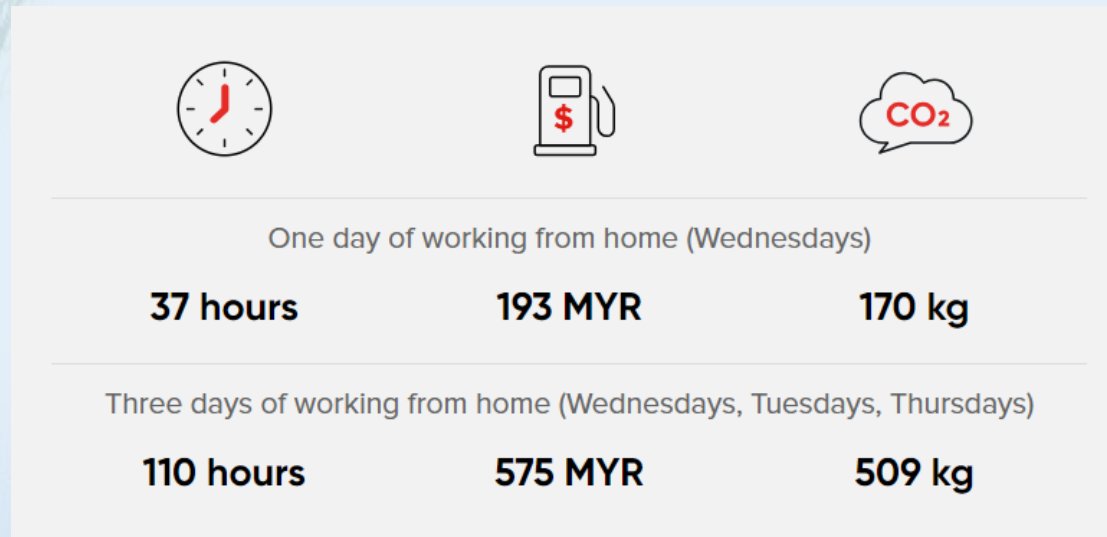 $
CO2
One day of working from home (Wednesdays)
37 hours
193 MYR
170 kg
Three days of working from home (Wednesdays, Tuesdays, Thursdays)
110 hours
575 MYR
509 kg